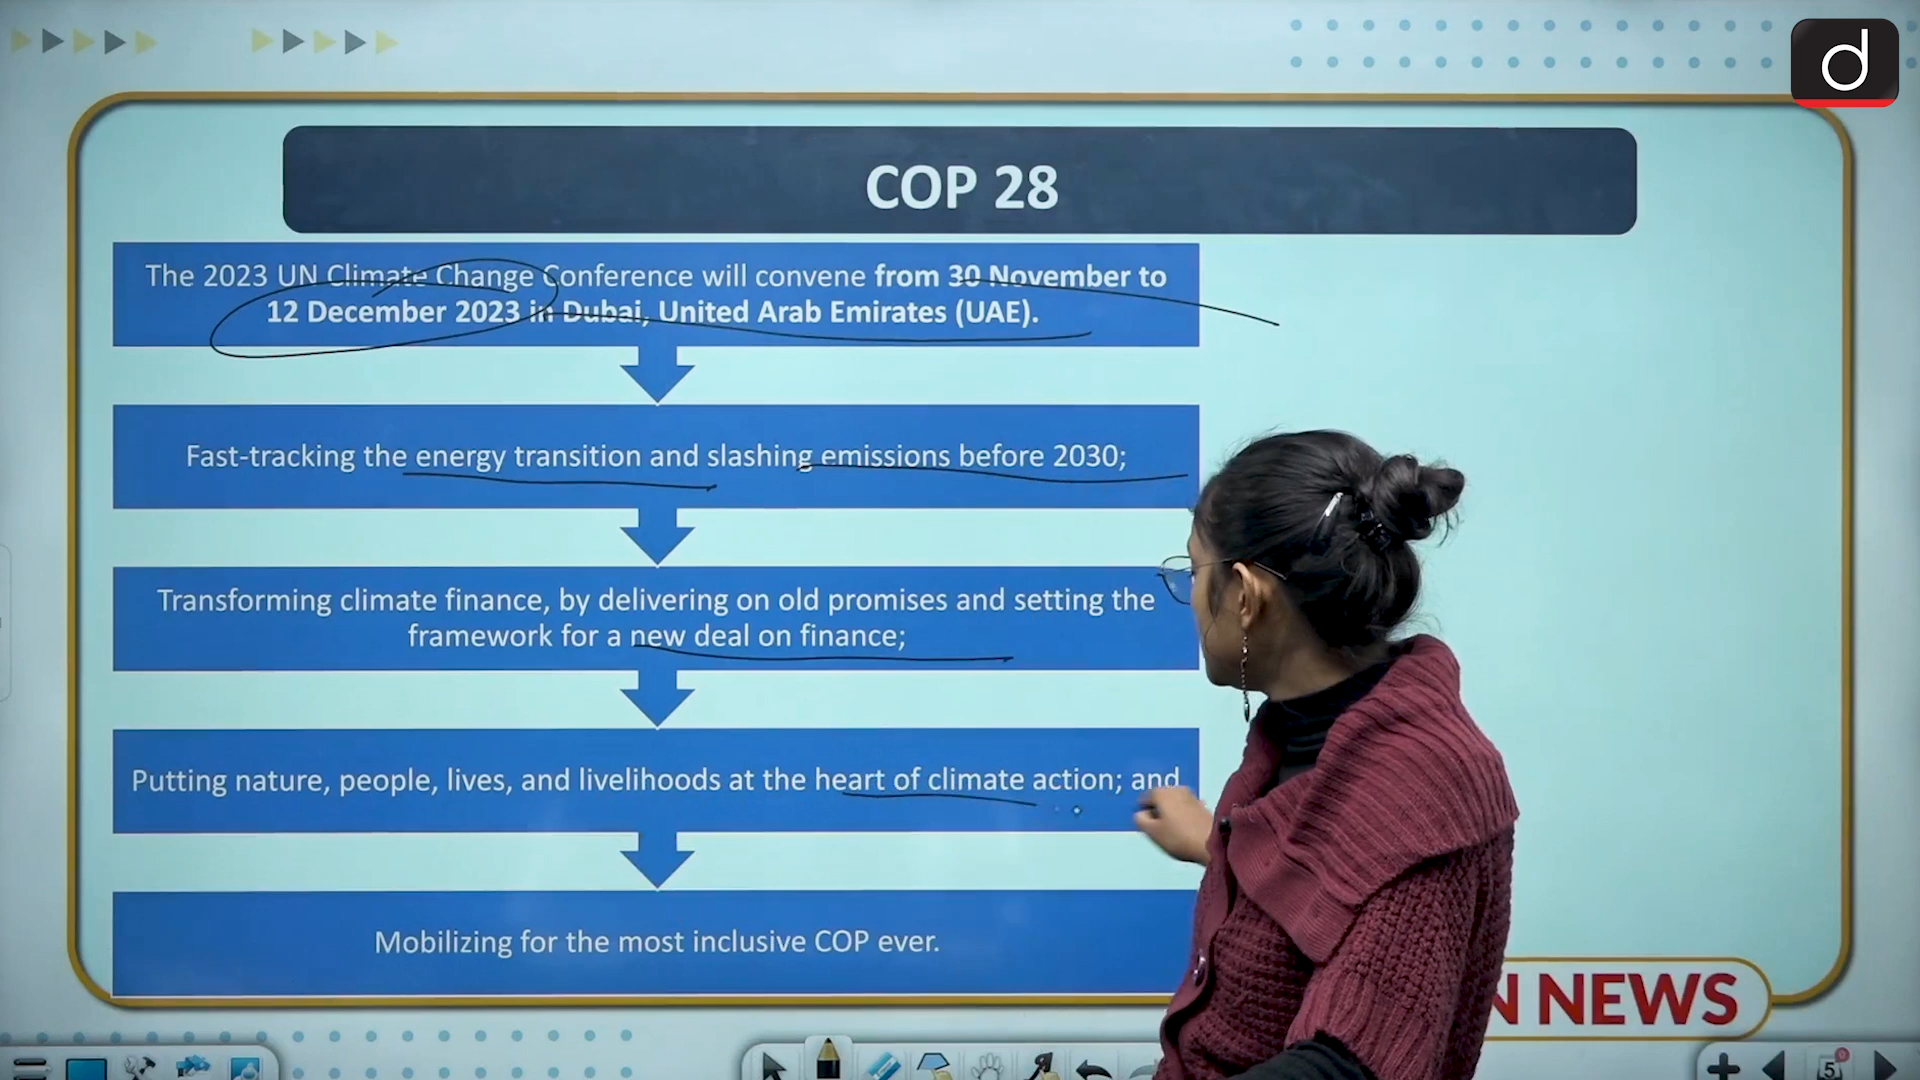 d
COP 28
The 2023 UN Climate Change Conference will convene from 30 November to
12 December 2023 in Dubai, United Arab Emirates (UAE).
Fast-tracking the energy transition and slashing emissions before 2030;
Transforming climate finance, by delivering on old promises and setting the
framework for a new deal on finance;
Putting nature, people, lives, and livelihoods at the heart of climate action; and
Mobilizing for the most inclusive COP ever.
N NEWS
5